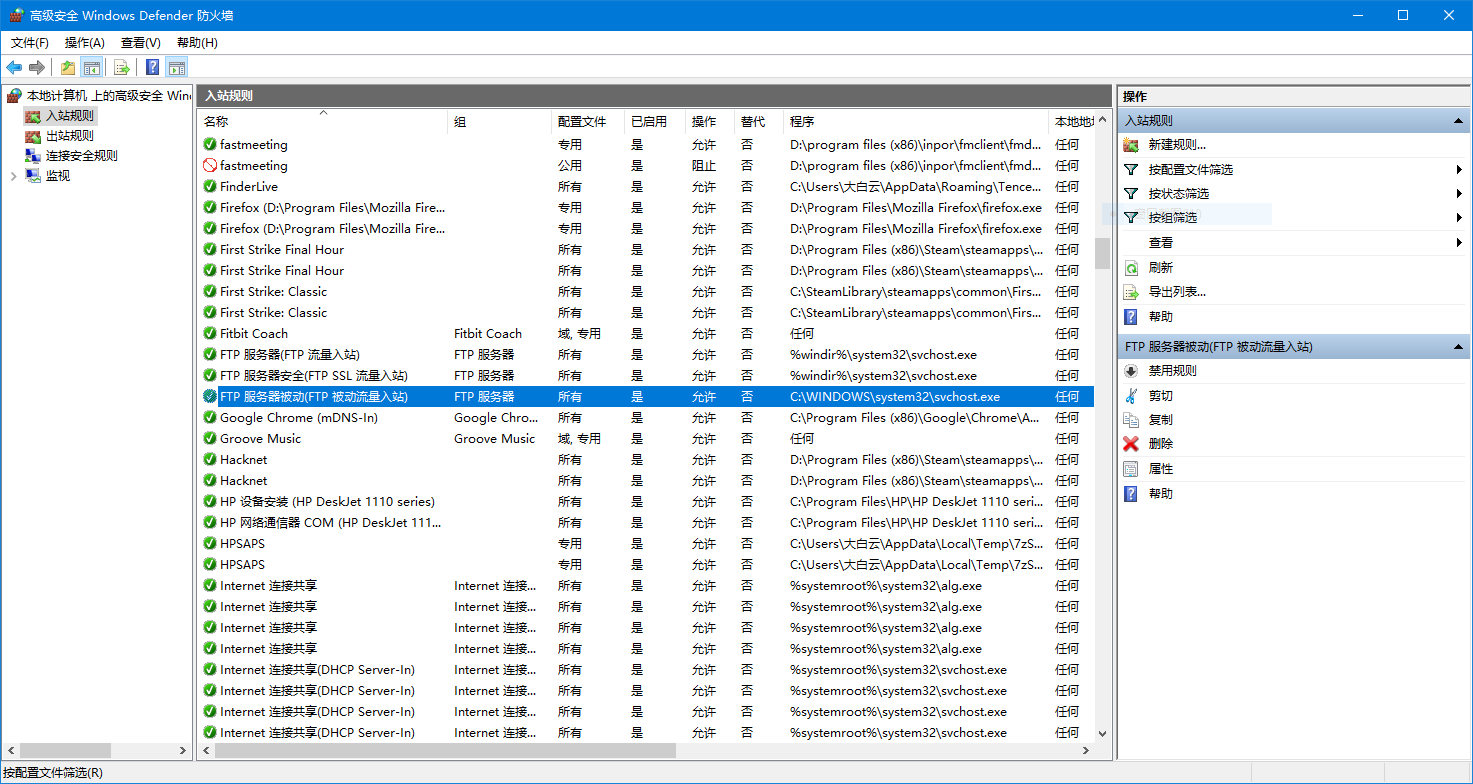 高级安全 Windows Defender 防火墙
文件(F) 操作(A) 查看(V) 帮助(H)
本地计算机 上的高级安全 Win
入站规则
出站规则
连接安全规则
监视
入站规则
名称 组 配置文件 已启用 操作 替代 程序 本地地
fastmeeting 专用 是 允许 否 D:\program files (x86)\inpor\fmclient\fmd... 任何
fastmeeting 公用 是 阻止 否 D:\program files (x86)\inpor\fmclient\fmd... 任何
FinderLive 所有 是 允许 否 C:\Users\大白云\AppData\Roaming\Tence... 任何
Firefox (D:\Program Files\Mozilla Fire... 专用 是 允许 否 D:\Program Files\Mozilla Firefox\firefox.exe 任何
Firefox (D:\Program Files\Mozilla Fire... 专用 是 允许 否 D:\Program Files\Mozilla Firefox\firefox.exe 任何
First Strike Final Hour 所有 是 允许 否 D:\Program Files (x86)\Steam\steamapps\... 任何
First Strike Final Hour 所有 是 允许 否 D:\Program Files (x86)\Steam\steamapps\... 任何
First Strike: Classic 所有 是 允许 否 C:\SteamLibrary\steamapps\common\Firs... 任何
First Strike: Classic 所有 是 允许 否 C:\SteamLibrary\steamapps\common\Firs... 任何
Fitbit Coach Fitbit Coach 域, 专用 是 允许 否 任何 任何
FTP 服务器(FTP 流量入站) FTP 服务器 所有 是 允许 否 %windir%\system32\svchost.exe 任何
FTP 服务器安全(FTP SSL 流量入站) FTP 服务器 所有 是 允许 否 %windir%\system32\svchost.exe 任何
FTP 服务器被动(FTP 被动流量入站) FTP 服务器 所有 是 允许 否 C:\WINDOWS\system32\svchost.exe 任何
Google Chrome (mDNS-In) Google Chro... 所有 是 允许 否 C:\Program Files (x86)\Google\Chrome\A... 任何
Groove Music Groove Music 域, 专用 是 允许 否 任何 任何
Hacknet 所有 是 允许 否 D:\Program Files (x86)\Steam\steamapps\... 任何
Hacknet 所有 是 允许 否 D:\Program Files (x86)\Steam\steamapps\... 任何
HP 设备安装 (HP DeskJet 1110 series) 所有 是 允许 否 C:\Program Files\HP\HP DeskJet 1110 seri... 任何
HP 网络通信器 COM (HP DeskJet 111... 所有 是 允许 否 C:\Program Files\HP\HP DeskJet 1110 seri... 任何
HPSAPS 专用 是 允许 否 C:\Users\大白云\AppData\Local\Temp\7zS... 任何
HPSAPS 专用 是 允许 否 C:\Users\大白云\AppData\Local\Temp\7zS... 任何
Internet 连接共享 Internet 连接... 所有 是 允许 否 %systemroot%\system32\alg.exe 任何
Internet 连接共享 Internet 连接... 所有 是 允许 否 %systemroot%\system32\alg.exe 任何
Internet 连接共享 Internet 连接... 所有 是 允许 否 %systemroot%\system32\alg.exe 任何
Internet 连接共享 Internet 连接... 所有 是 允许 否 %systemroot%\system32\alg.exe 任何
Internet 连接共享(DHCP Server-In) Internet 连接... 所有 是 允许 否 %systemroot%\system32\svchost.exe 任何
Internet 连接共享(DHCP Server-In) Internet 连接... 所有 是 允许 否 %systemroot%\system32\svchost.exe 任何
Internet 连接共享(DHCP Server-In) Internet 连接... 所有 是 允许 否 %systemroot%\system32\svchost.exe 任何
Internet 连接共享(DHCP Server-In) Internet 连接... 所有 是 允许 否 %systemroot%\system32\svchost.exe 任何
操作
入站规则
新建规则...
按配置文件筛选
按状态筛选
按组筛选
查看
刷新
导出列表...
帮助
FTP 服务器被动(FTP 被动流量入站)
禁用规则
剪切
复制
删除
属性
帮助
按配置文件筛选(R)